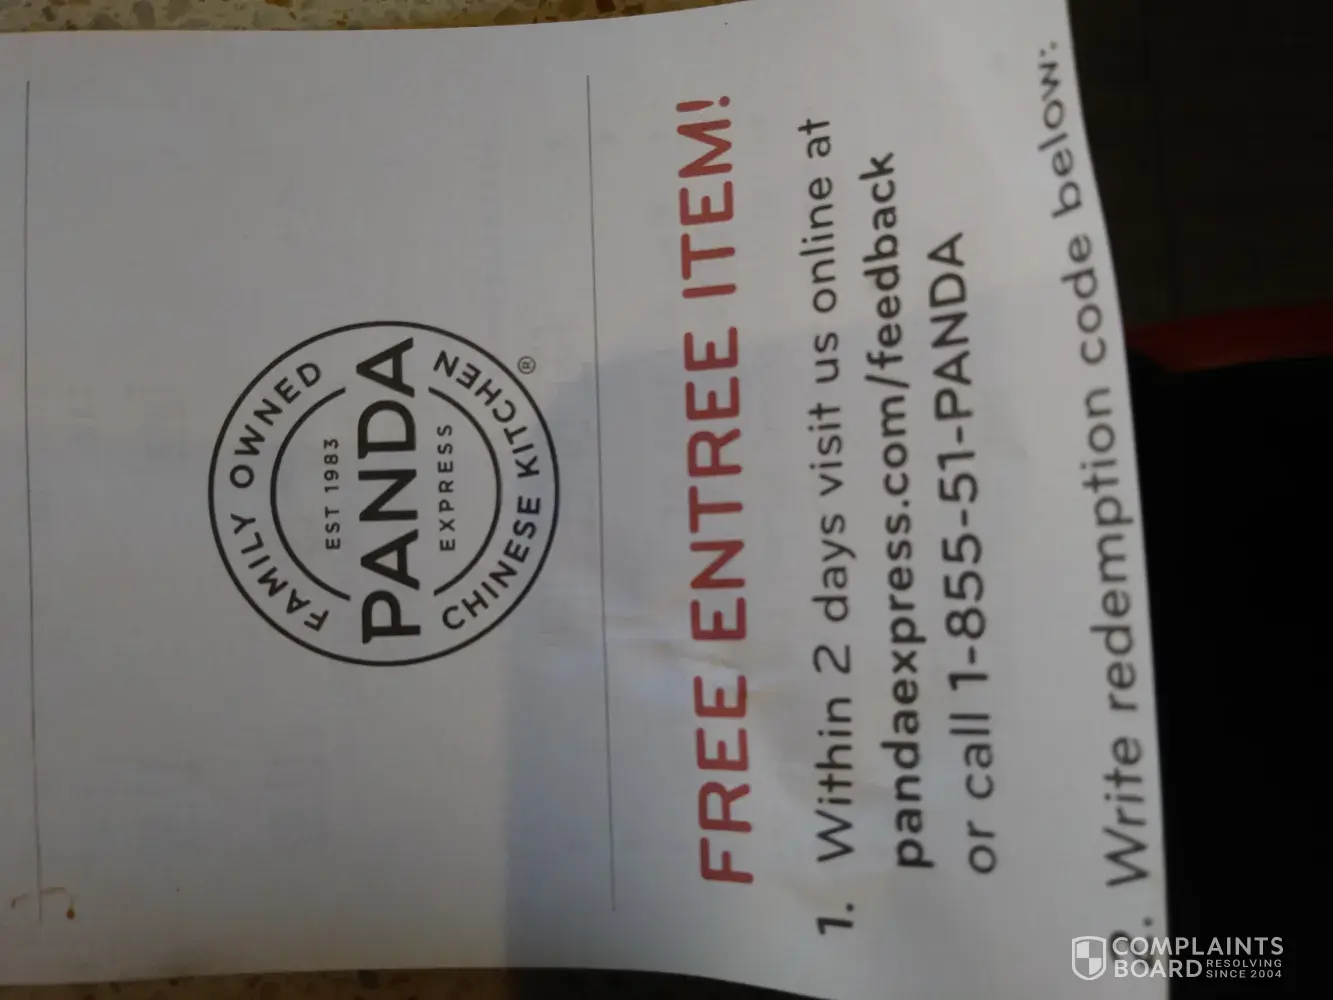 FAMILY OWNED
EST 1983
PANDA
EXPRESS
CHINESE KITCHEN
®
FREE ENTREE ITEM!
1. Within 2 days visit us online at
pandaexpress.com/feedback
or call 1-855-51-PANDA
2. Write redemption code below:
COMPLAINTS
BOARD RESOLVING
SINCE 2004